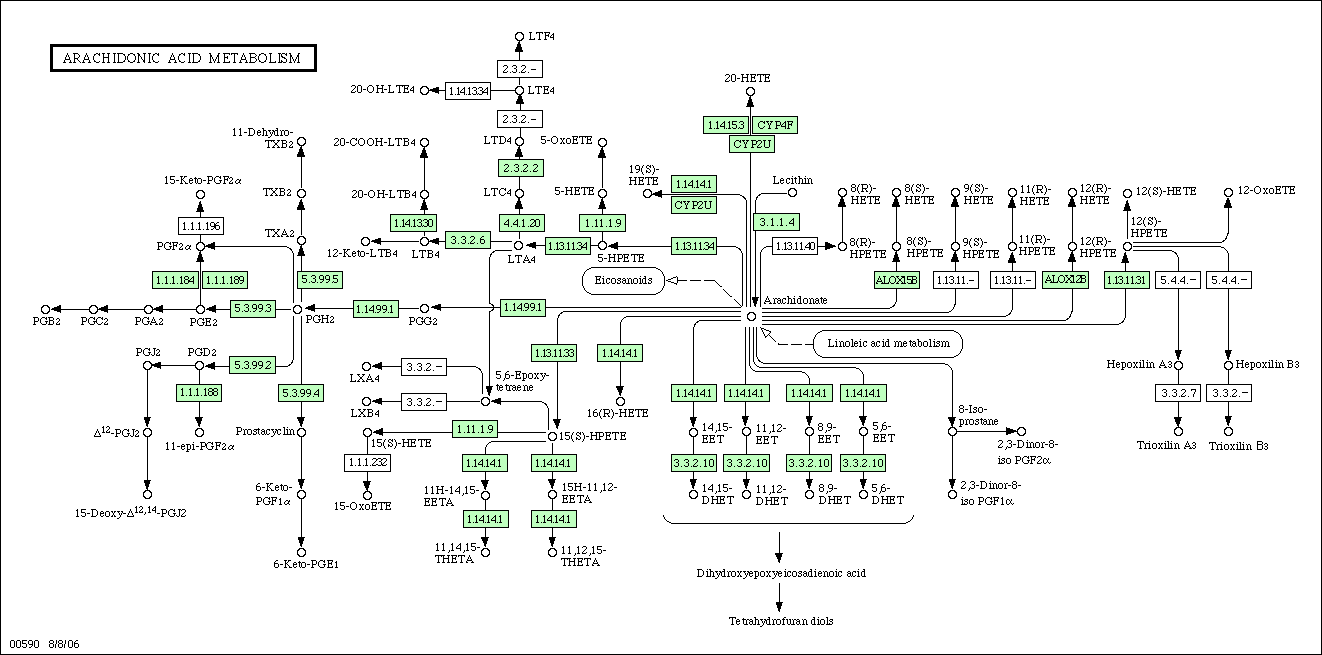 ARACHIDONIC ACID METABOLISM
LTF4
2.3.2.-
20-OH-LTE4
1.14.13.34
LTE4
2.3.2.-
20-HETE
1.14.15.3
CYP4F
CYP2U
11-Dehydro-
TXB2
20-COOH-LTB4
LTD4
5-OxoETE
2.3.2.2
15-Keto-PGF2α
TXB2
20-OH-LTB4
LTC4
5-HETE
19(S)-
HETE
1.14.14.1
CYP2U
Lecithin
8(R)-
HETE
8(S)-
HETE
9(S)-
HETE
11(R)-
HETE
12(R)-
HETE
12(S)-HETE
12-OxoETE
1.1.1.196
1.14.13.30
4.4.1.20
1.11.1.9
3.1.1.4
12(S)-
HPETE
PGF2α
TXA2
12-Keto-LTB4
LTB4
3.3.2.6
LTA4
1.13.11.34
5-HPETE
1.13.11.34
1.13.11.40
8(R)-
HPETE
8(S)-
HPETE
9(S)-
HPETE
11(R)-
HPETE
12(R)-
HPETE
1.1.1.184
1.1.1.189
5.3.99.5
Eicosanoids
ALOX15B
1.13.11.-
1.13.11.-
ALOX12B
1.13.11.31
5.4.4.-
5.4.4.-
Arachidonate
PGB2
PGC2
PGA2
PGE2
5.3.99.3
PGH2
1.14.99.1
PGG2
1.14.99.1
Linoleic acid metabolism
PGJ2
PGD2
5.3.99.2
LXA4
3.3.2.-
5,6-Epoxy-
tetraene
1.13.11.33
1.14.14.1
Hepoxilin A3
Hepoxilin B3
1.1.1.188
5.3.99.4
LXB4
3.3.2.-
16(R)-HETE
1.14.14.1
1.14.14.1
1.14.14.1
1.14.14.1
8-Iso-
prostane
3.3.2.7
3.3.2.-
Δ12-PGJ2
11-epi-PGF2α
Prostacyclin
15(S)-HETE
1.11.1.9
15(S)-HPETE
14,15-
EET
11,12-
EET
8,9-
EET
5,6-
EET
2,3-Dinor-8-
iso PGF2α
Trioxilin A3
Trioxilin B3
1.1.1.232
1.14.14.1
1.14.14.1
3.3.2.10
3.3.2.10
3.3.2.10
3.3.2.10
15-Deoxy-Δ12,14-PGJ2
6-Keto-
PGF1α
15-OxoETE
11H-14,15-
EETA
15H-11,12-
EETA
14,15-
DHET
11,12-
DHET
8,9-
DHET
5,6-
DHET
2,3-Dinor-8-
iso PGF1α
1.14.14.1
1.14.14.1
6-Keto-PGE1
11,14,15-
THETA
11,12,15-
THETA
Dihydroxyepoxyeicosadienoic acid
Tetrahydrofuran diols
00590 8/8/06